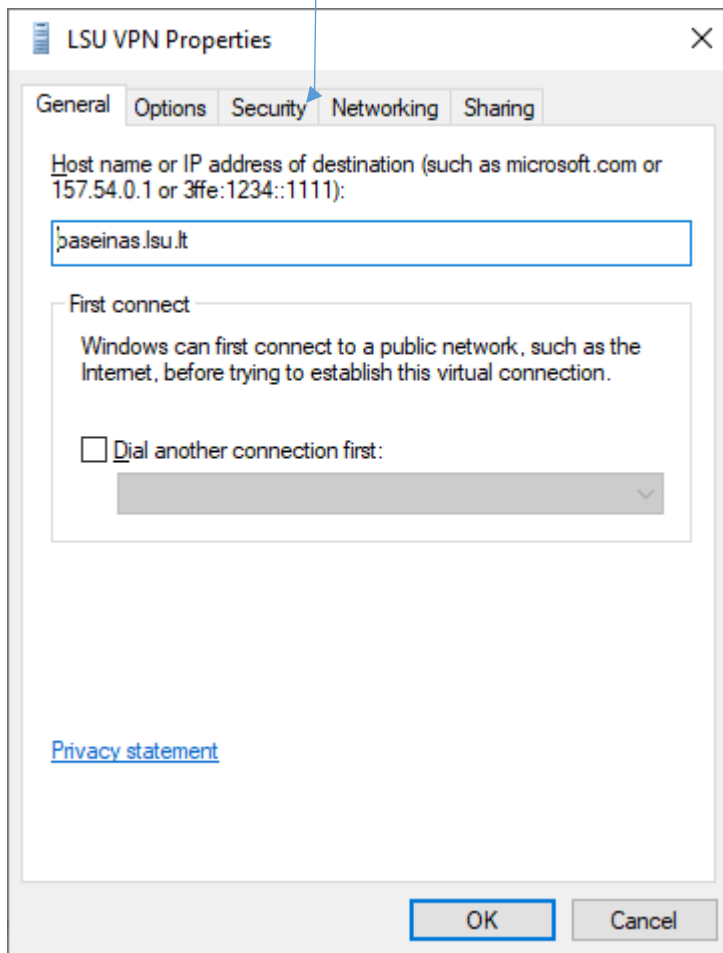 LSU VPN Properties
General Options Security Networking Sharing
Host name or IP address of destination (such as microsoft.com or
157.54.0.1 or 3ffe:1234::1111):
baseinas.lsu.lt
First connect
Windows can first connect to a public network, such as the
Internet, before trying to establish this virtual connection.
Dial another connection first:
Privacy statement
OK Cancel